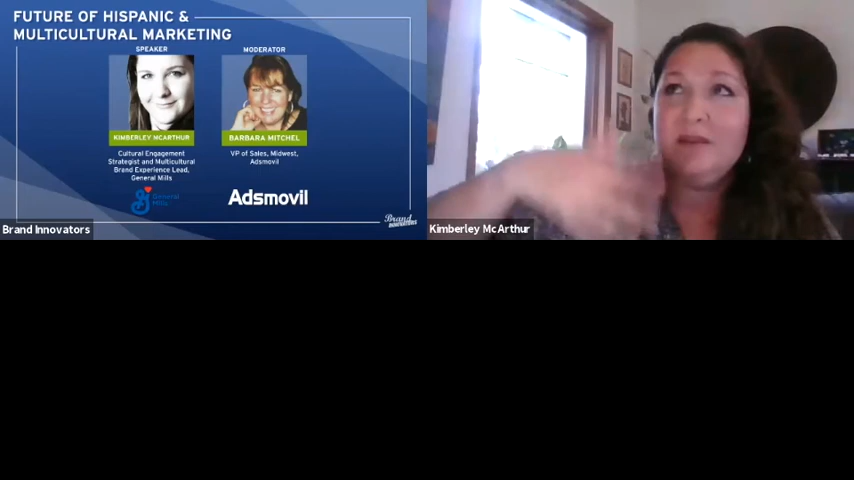 FUTURE OF HISPANIC &
MULTICULTURAL MARKETING
SPEAKER
MODERATOR
KIMBERLEY MCARTHUR
BARBARA MITCHEL
Cultural Engagement
Strategist and Multicultural
Brand Experience Lead,
General Mills
VP of Sales, Midwest,
Adsmovil
General
Mills
Adsmovil
Brand
INNOVATORS
Brand Innovators
Kimberley McArthur